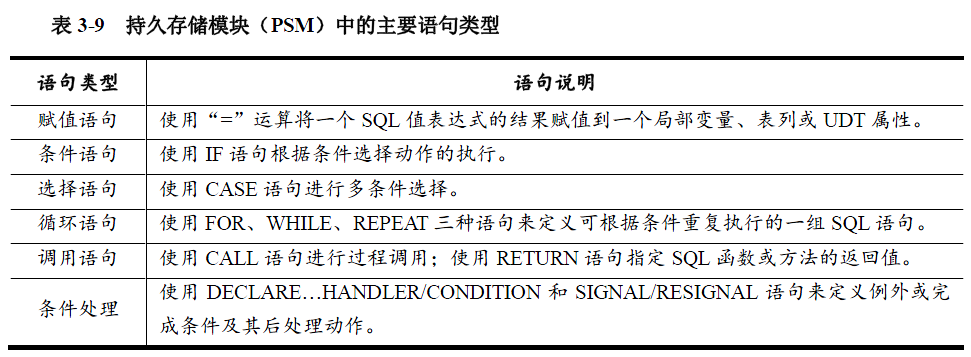 表 3-9 持久存储模块（PSM）中的主要语句类型
语句类型 语句说明
赋值语句 使用“=”运算将一个 SQL 值表达式的结果赋值到一个局部变量、表列或 UDT 属性。
条件语句 使用 IF 语句根据条件选择动作的执行。
选择语句 使用 CASE 语句进行多条件选择。
循环语句 使用 FOR、WHILE、REPEAT 三种语句来定义可根据条件重复执行的一组 SQL 语句。
调用语句 使用 CALL 语句进行过程调用；使用 RETURN 语句指定 SQL 函数或方法的返回值。
条件处理 使用 DECLARE…HANDLER/CONDITION 和 SIGNAL/RESIGNAL 语句来定义例外或完
成条件及其后处理动作。